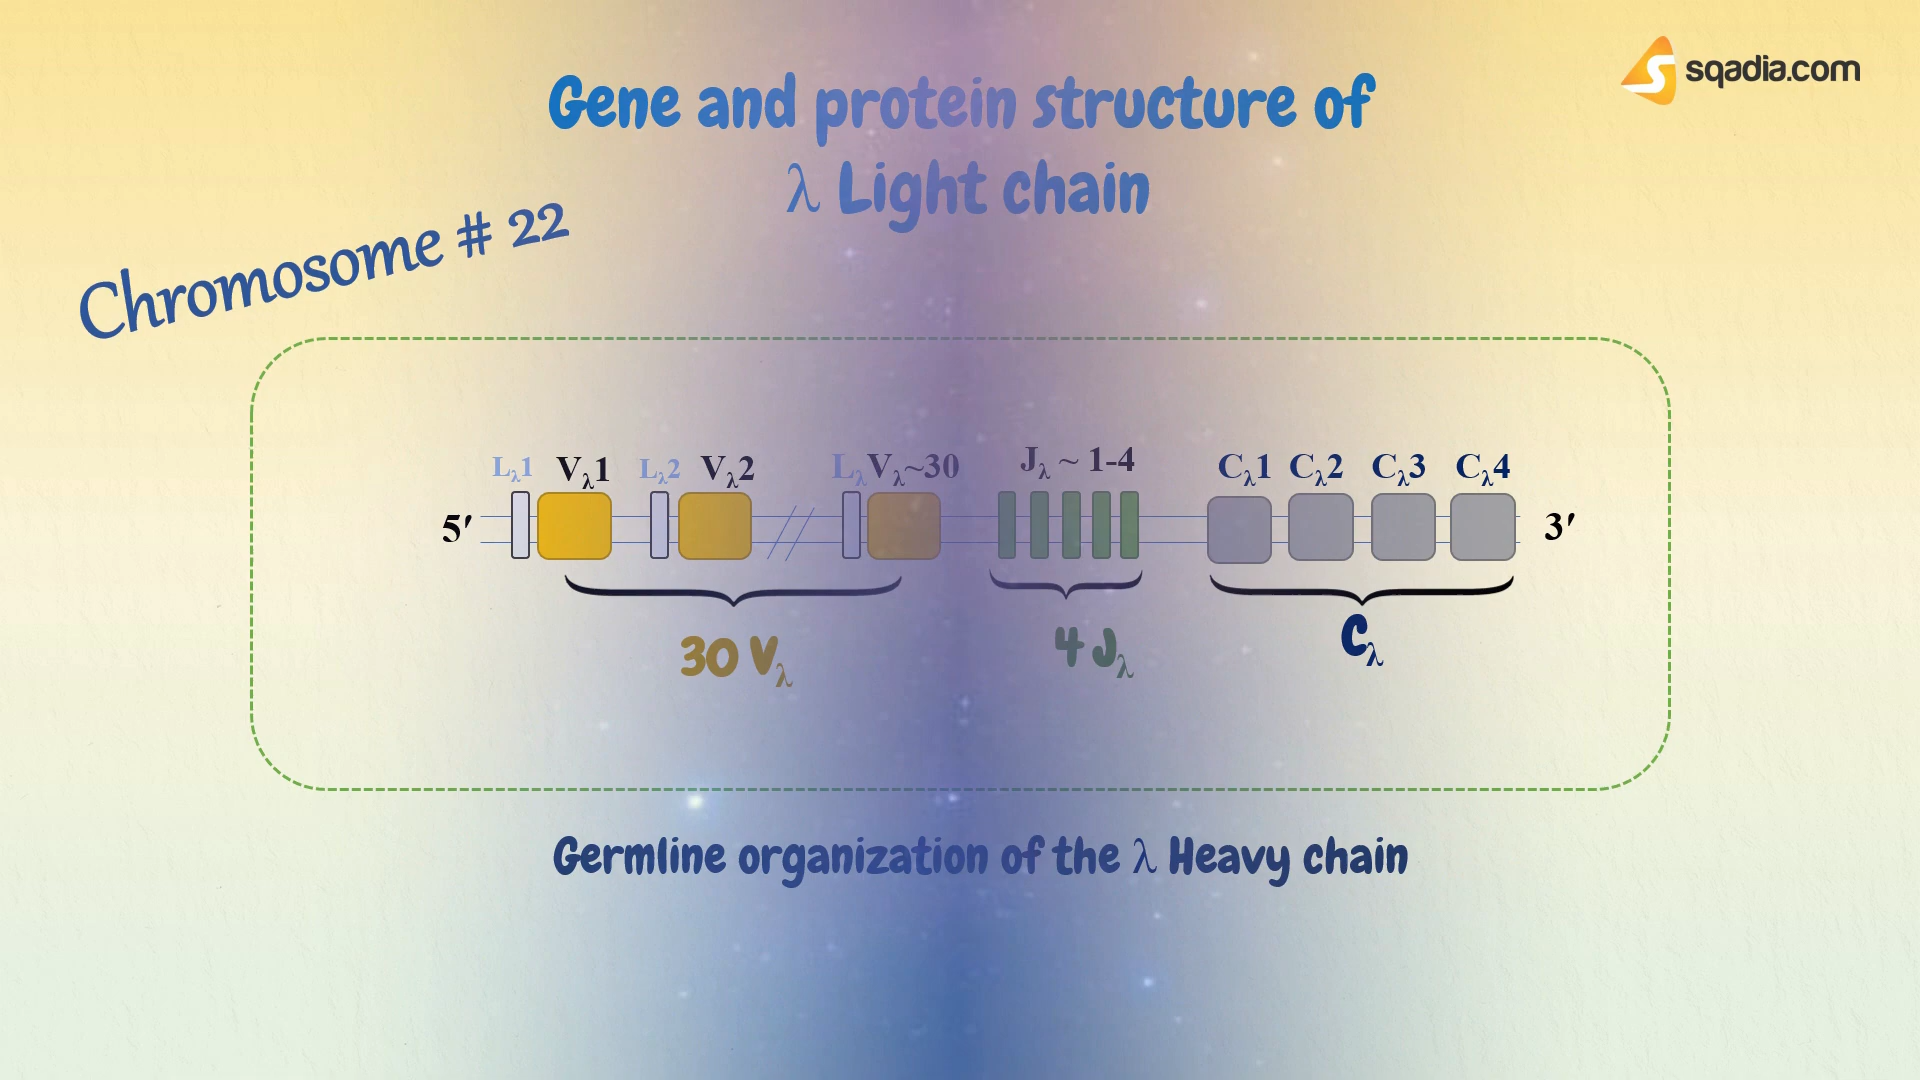 sqadia.com
Gene and protein structure of
λ Light chain
Chromosome # 22
Lλ1 Vλ1 Lλ2 Vλ2 Lλ Vλ~30 Jλ ~ 1-4 Cλ1 Cλ2 Cλ3 Cλ4
5′ 3′
30 Vλ 4 Jλ Cλ
Germline organization of the λ Heavy chain